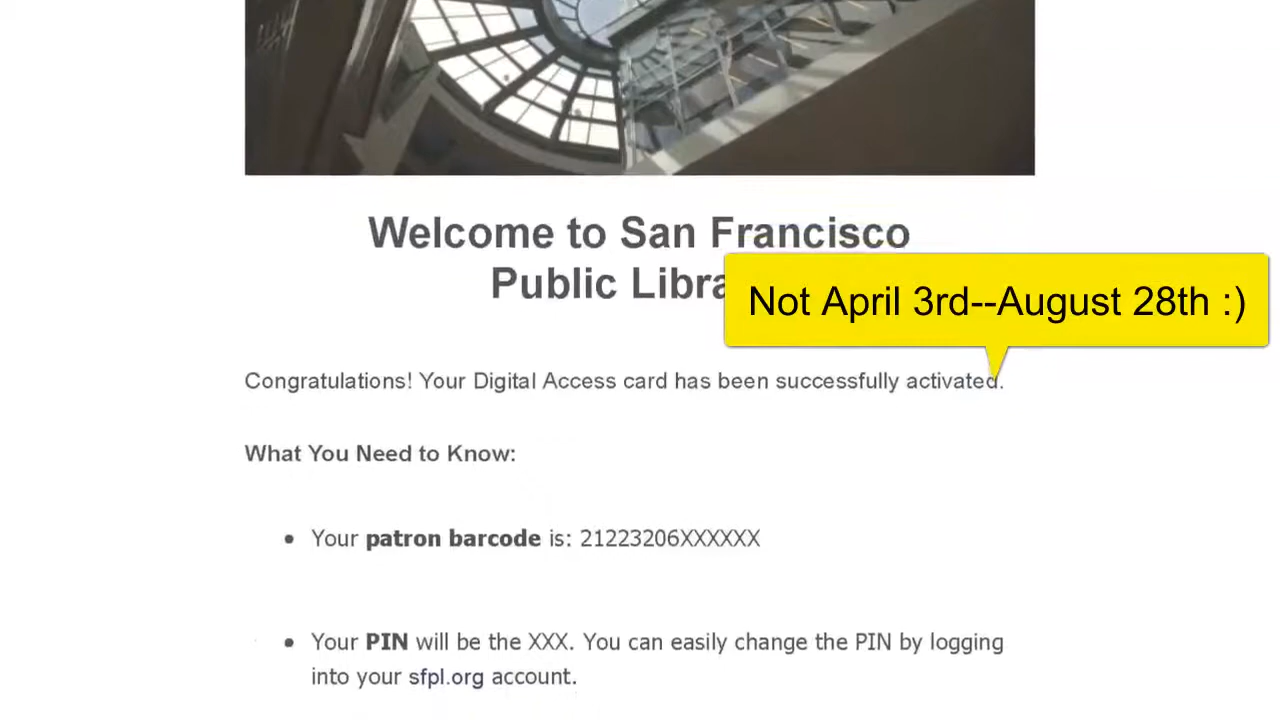 Welcome to San Francisco
Public Libra
Not April 3rd--August 28th :)
Congratulations! Your Digital Access card has been successfully activated.
What You Need to Know:
• Your patron barcode is: 21223206XXXXXX
• Your PIN will be the XXX. You can easily change the PIN by logging
into your sfpl.org account.